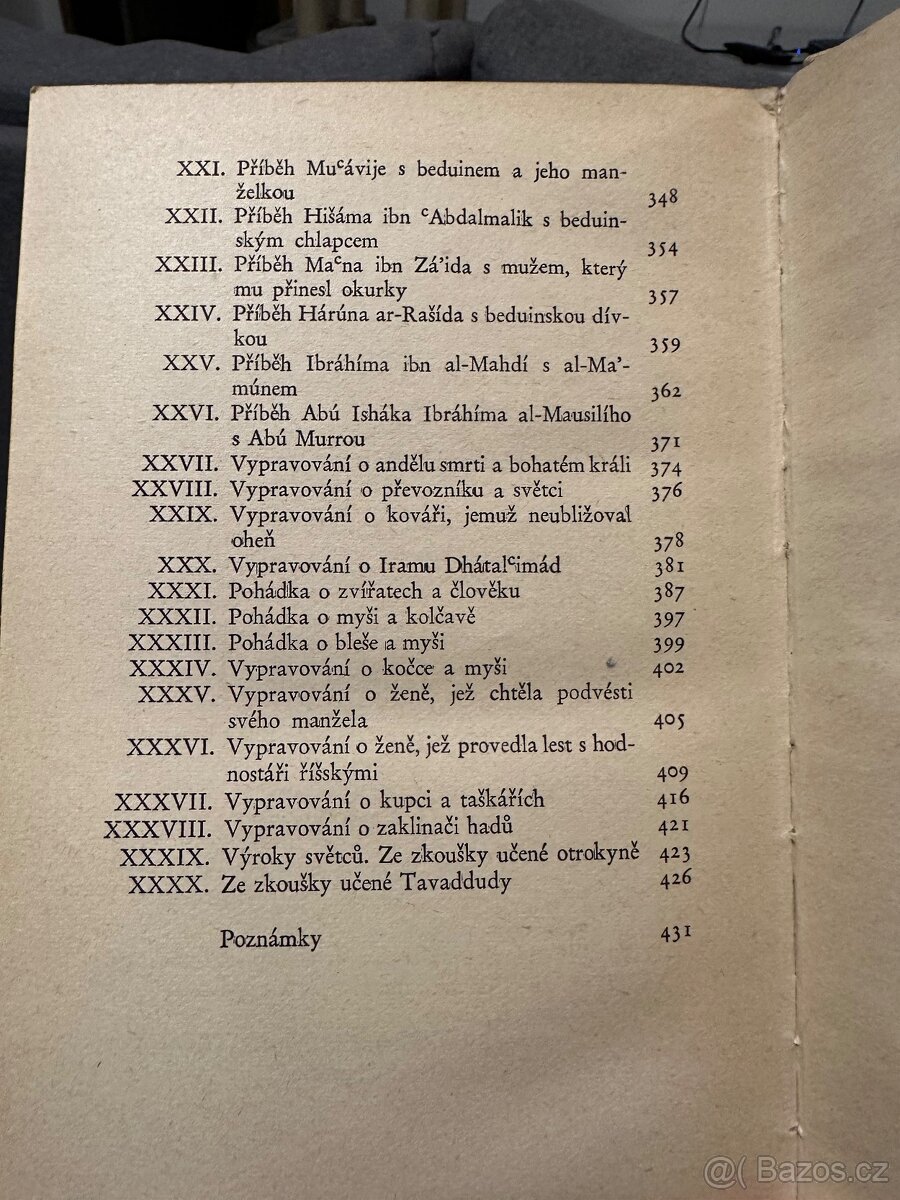 XXI. Příběh Muʿávije s beduinem a jeho man-
želkou 348
XXII. Příběh Hišáma ibn ʿAbdalmalik s beduin-
ským chlapcem 354
XXIII. Příběh Maʿna ibn Zá’ida s mužem, který
mu přinesl okurky 357
XXIV. Příběh Hárúna ar-Rašída s beduinskou dív-
kou 359
XXV. Příběh Ibráhíma ibn al-Mahdí s al-Ma’-
múnem 362
XXVI. Příběh Abú Isháka Ibráhíma al-Mausilího
s Abú Murrou 371
XXVII. Vypravování o andělu smrti a bohatém králi 374
XXVIII. Vypravování o převozníku a světci 376
XXIX. Vypravování o kováři, jemuž neubližoval
oheň 378
XXX. Vypravování o Iramu Dhátalʿimád 381
XXXI. Pohádka o zvířatech a člověku 387
XXXII. Pohádka o myši a kolčavě 397
XXXIII. Pohádka o bleše a myši 399
XXXIV. Vypravování o kočce a myši 402
XXXV. Vypravování o ženě, jež chtěla podvésti
svého manžela 405
XXXVI. Vypravování o ženě, jež provedla lest s hod-
nostáři říšskými 409
XXXVII. Vypravování o kupci a taškářích 416
XXXVIII. Vypravování o zaklinači hadů 421
XXXIX. Výroky světců. Ze zkoušky učené otrokyně 423
XXXX. Ze zkoušky učené Tavaddudy 426
Poznámky 431
@( Bazos.cz